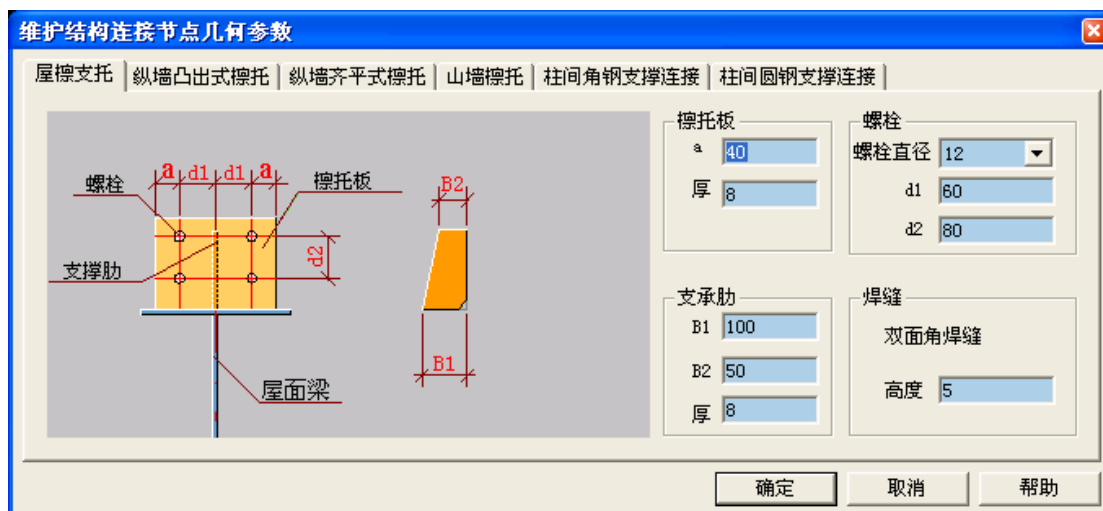 维护结构连接节点几何参数
屋檩支托 纵墙凸出式檩托 纵墙齐平式檩托 山墙檩托 柱间角钢支撑连接 柱间圆钢支撑连接
a d1 d1 a
螺栓
檩托板
支撑肋
d2
屋面梁
B2
B1
檩托板
a 40
厚 8
螺栓
螺栓直径 12
d1 60
d2 80
支承肋
B1 100
B2 50
厚 8
焊缝
双面角焊缝
高度 5
确定 取消 帮助